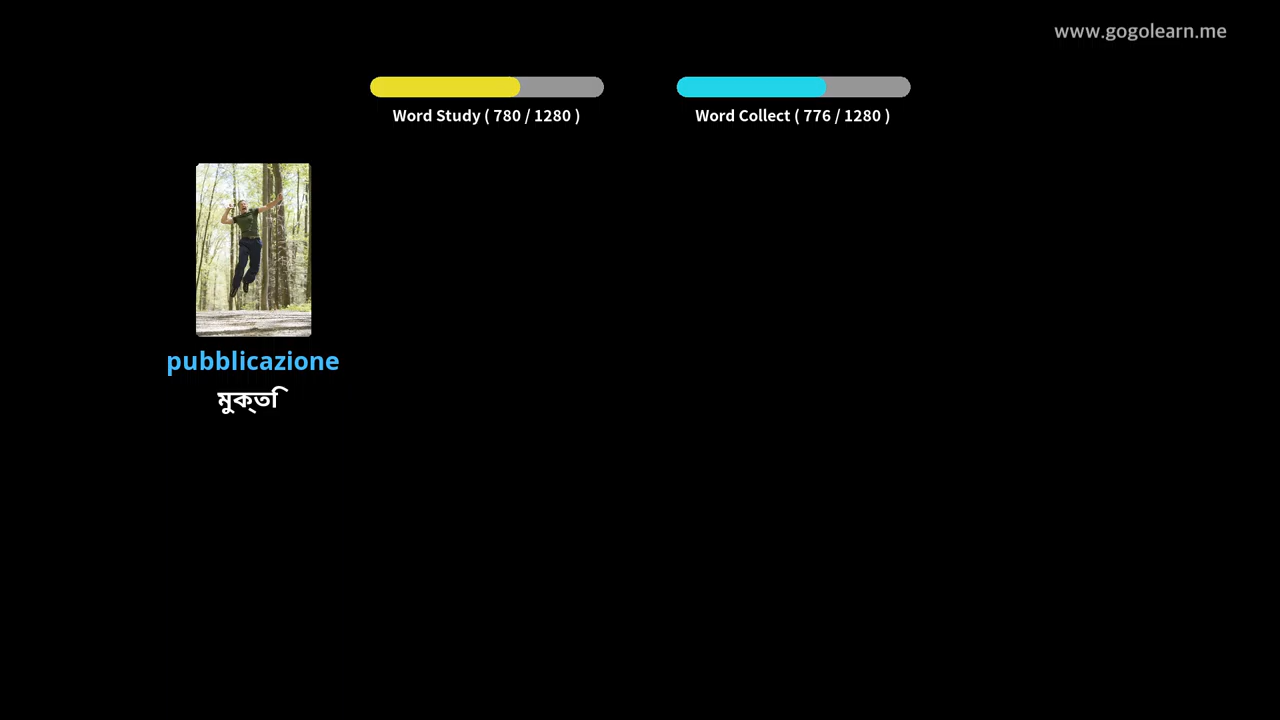 www.gogolearn.me
Word Study ( 780 / 1280 )
Word Collect ( 776 / 1280 )
pubblicazione
মুক্তি